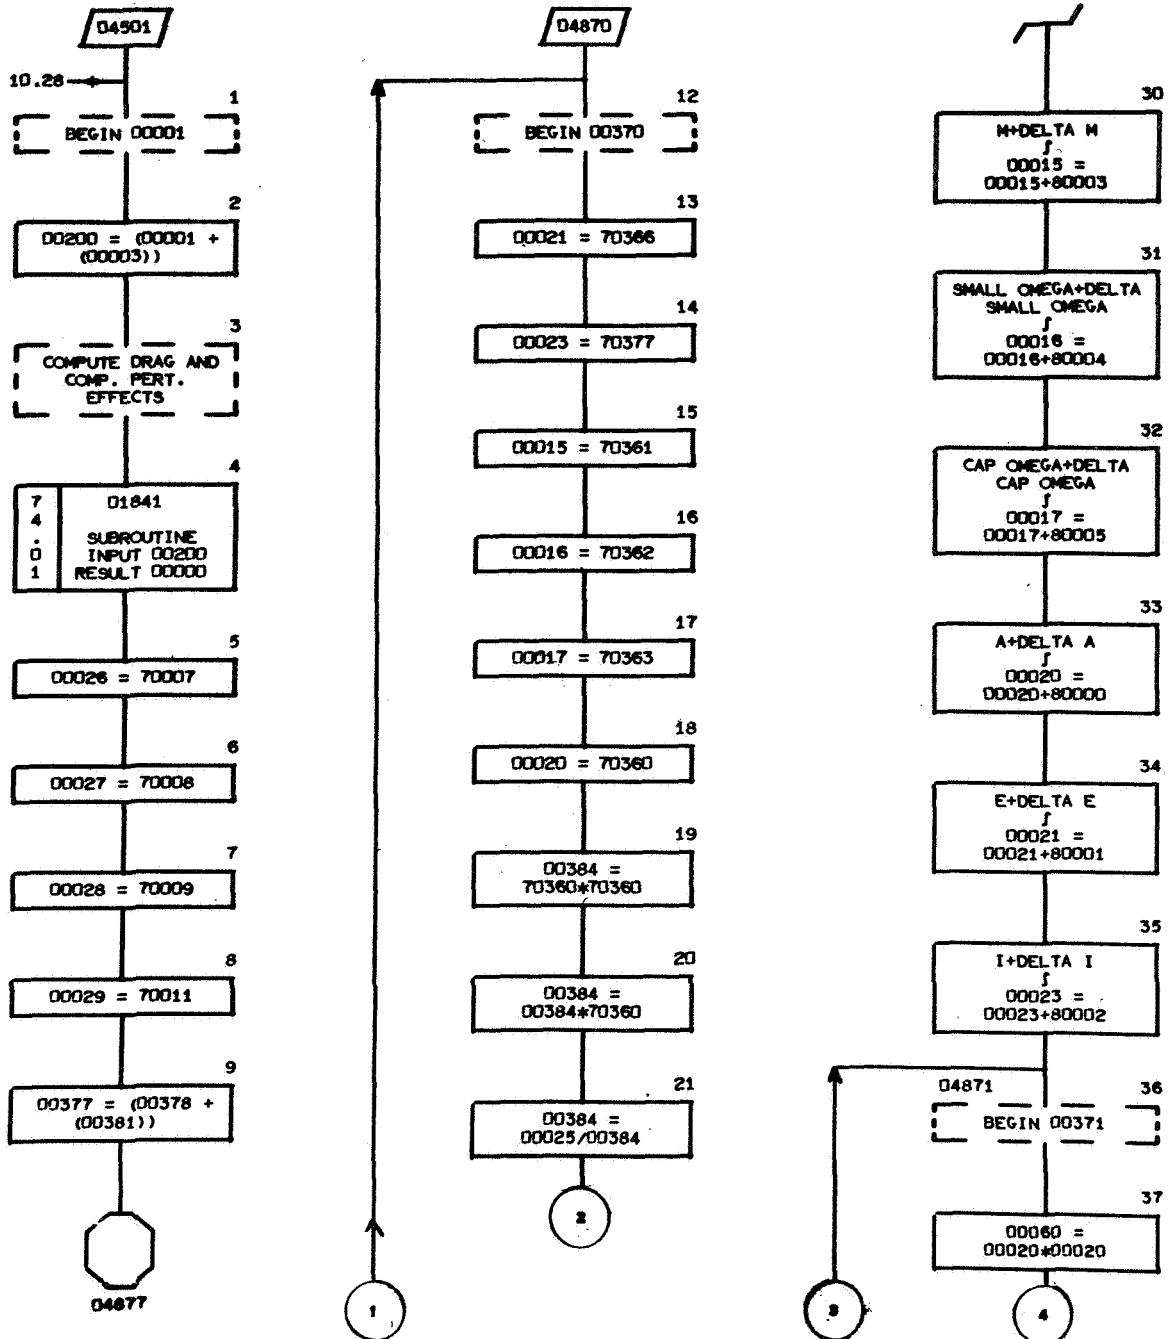 04501
10.28
1
BEGIN 00001
2
00200 = (00001 +
(00003))
3
COMPUTE DRAG AND
COMP. PERT.
EFFECTS
4
7
4
.
0
1
01841
SUBROUTINE
INPUT 00200
RESULT 00000
5
00026 = 70007
6
00027 = 70008
7
00028 = 70009
8
00029 = 70011
9
00377 = (00378 +
(00381))
04877
04870
12
BEGIN 00370
13
00021 = 70366
14
00023 = 70377
15
00015 = 70361
16
00016 = 70362
17
00017 = 70363
18
00020 = 70360
19
00384 =
70360*70360
20
00384 =
00384*70360
21
00384 =
00025/00384
2
1
30
M+DELTA M
∫
00015 =
00015+80003
31
SMALL OMEGA+DELTA
SMALL OMEGA
∫
00016 =
00016+80004
32
CAP OMEGA+DELTA
CAP OMEGA
∫
00017 =
00017+80005
33
A+DELTA A
∫
00020 =
00020+80000
34
E+DELTA E
∫
00021 =
00021+80001
35
I+DELTA I
∫
00023 =
00023+80002
04871
36
BEGIN 00371
37
00060 =
00020*00020
3
4